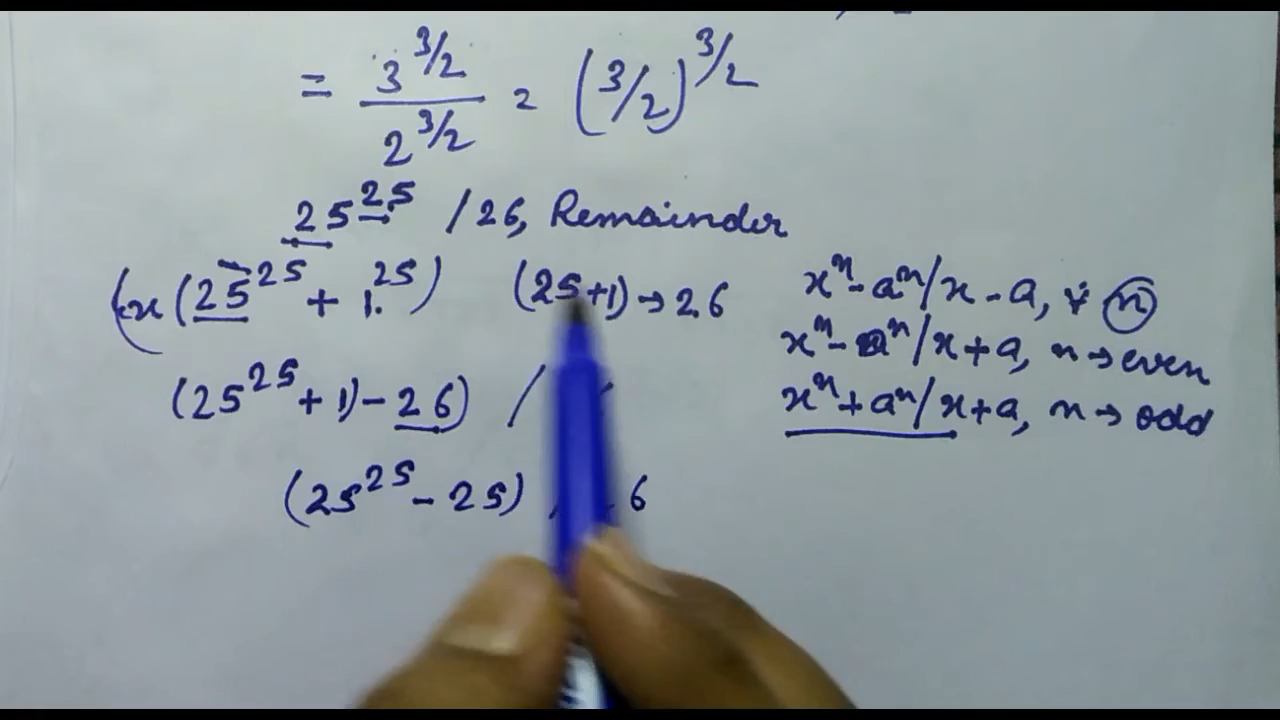 = 3^3/2 / 2^3/2 = (3/2)^3/2
25^25 /26, Remainder
(25^25 + 1^25) (25+1) → 26 x^n - a^n/x - a, ∀ n
(25^25 + 1) - 26) / x^n - a^n/x + a, n → even
x^n + a^n/x + a, n → odd
(25^25 - 25) 6